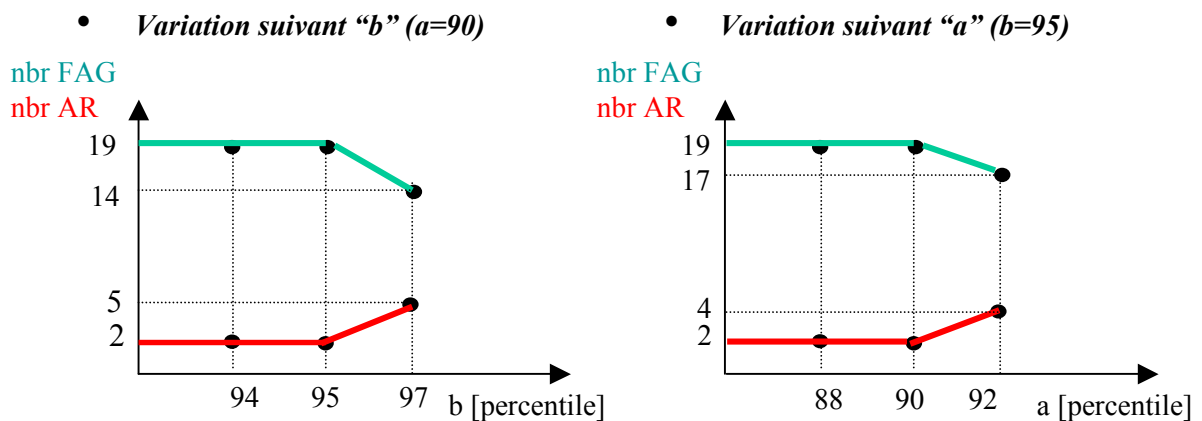 • Variation suivant “b” (a=90)
nbr FAG
nbr AR
19
14
5
2
94 95 97 b [percentile]
• Variation suivant “a” (b=95)
nbr FAG
nbr AR
19
17
4
2
88 90 92 a [percentile]